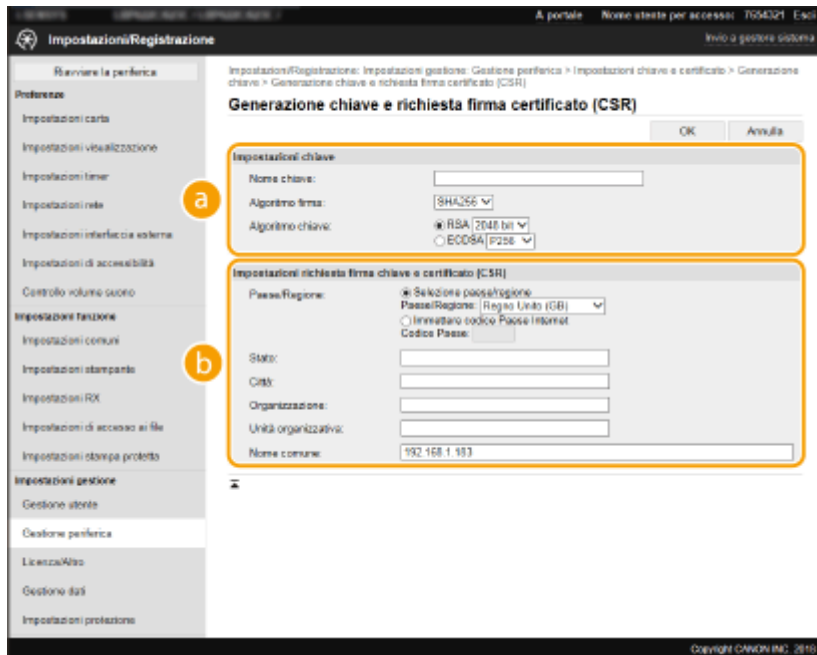 A portale Nome utente per accesso: 7654321 Esci
Impostazioni/Registrazione
Invio a gestore sistema
Riavviare la periferica
Preferenze
Impostazioni carta
Impostazioni visualizzazione
Impostazioni timer
Impostazioni rete
Impostazioni interfaccia esterna
Impostazioni di accessibilità
Controllo volume suono
Impostazioni funzione
Impostazioni comuni
Impostazioni stampante
Impostazioni RX
Impostazioni di accesso ai file
Impostazioni stampa protetta
Impostazioni gestione
Gestione utente
Gestione periferica
Licenza/Altro
Gestione dati
Impostazioni protezione
Impostazioni/Registrazione: Impostazioni gestione: Gestione periferica > Impostazioni chiave e certificato > Generazione
chiave > Generazione chiave e richiesta firma certificato (CSR)
Generazione chiave e richiesta firma certificato (CSR)
OK Annulla
a
Impostazioni chiave
Nome chiave:
Algoritmo firma: SHA256
Algoritmo chiave: RSA 2048 bit
ECDSA P256
b
Impostazioni richiesta firma chiave e certificato (CSR)
Paese/Regione: Selezione paese/regione
Paese/Regione: Regno Unito (GB)
Immettere codice Paese Internet
Codice Paese:
Stato:
Città:
Organizzazione:
Unità organizzativa:
Nome comune: 192.168.1.183
Copyright CANON INC. 2018